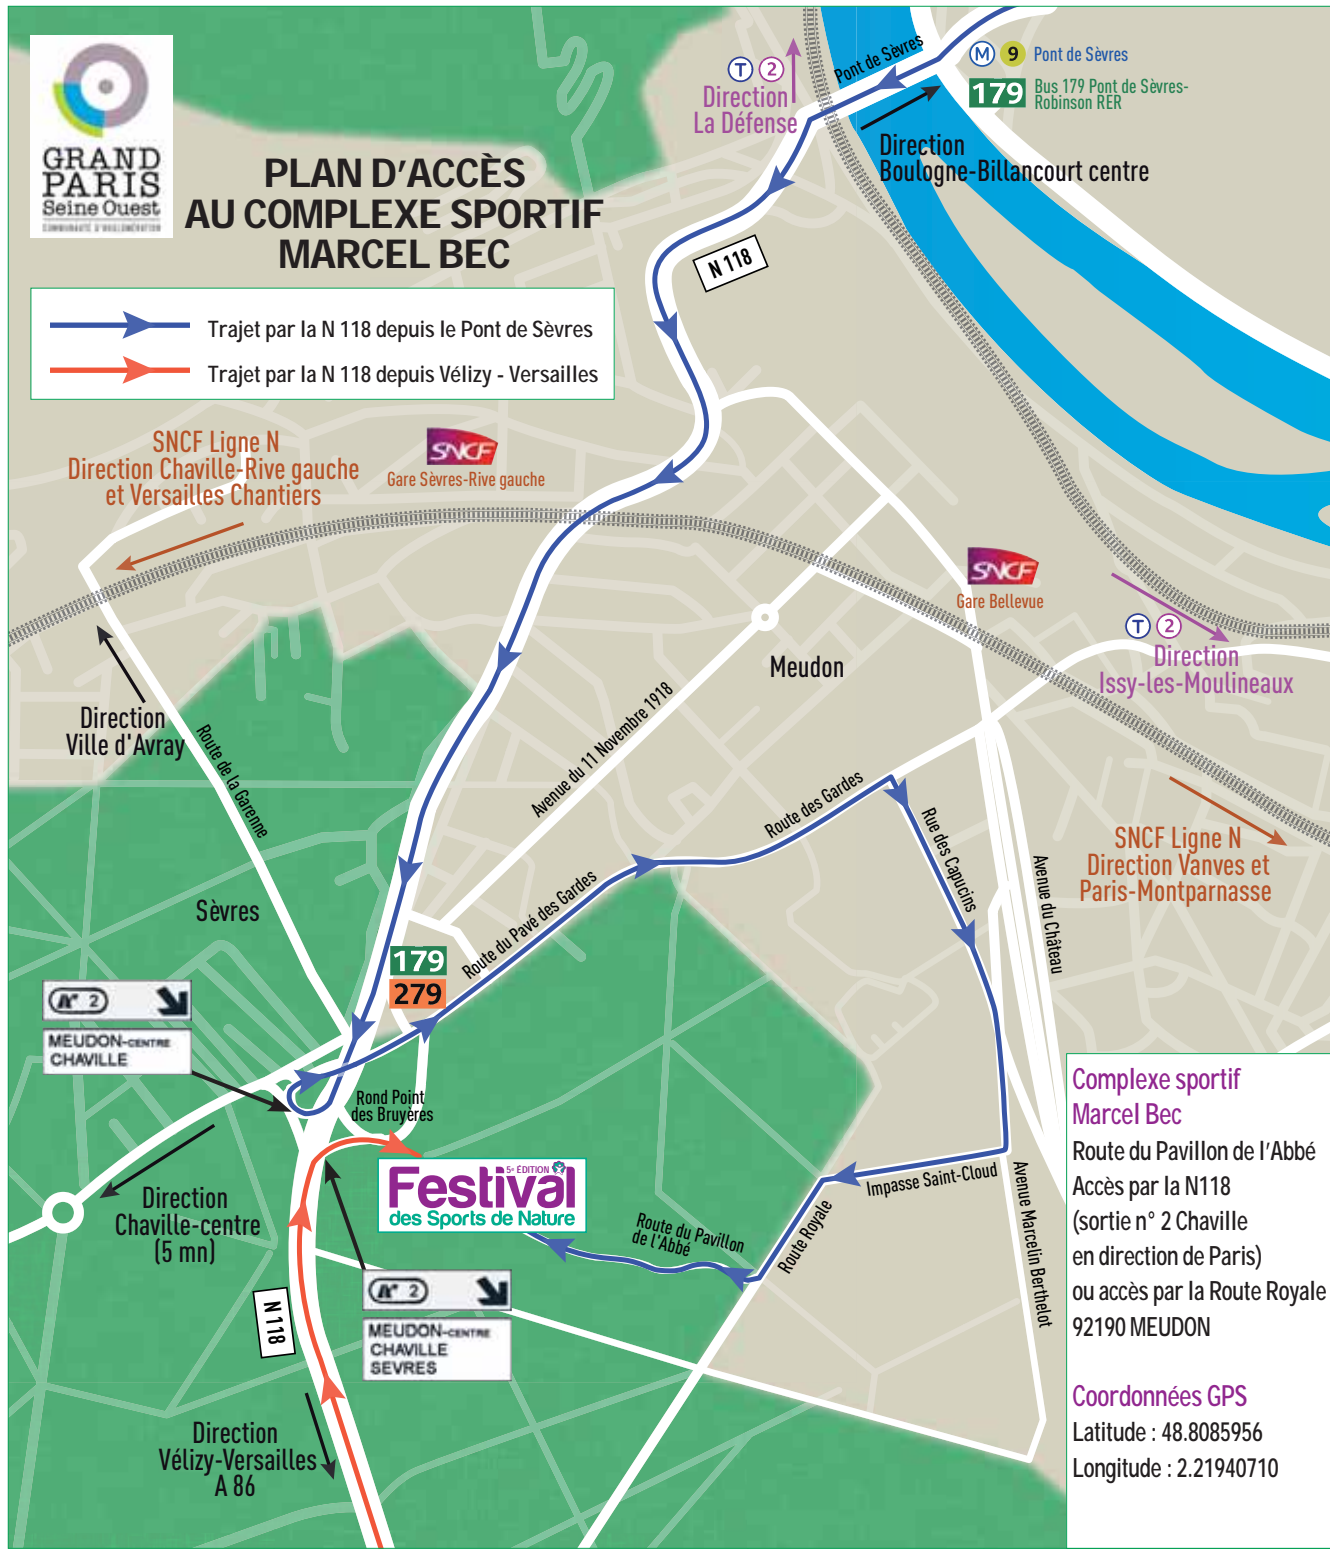 GRAND
PARIS
Seine Ouest
COMMUNAUTÉ D'AGGLOMÉRATION
PLAN D'ACCÈS
AU COMPLEXE SPORTIF
MARCEL BEC
Trajet par la N 118 depuis le Pont de Sèvres
Trajet par la N 118 depuis Vélizy - Versailles
T 2
Direction
La Défense
Pont de Sèvres
M 9 Pont de Sèvres
179 Bus 179 Pont de Sèvres-
Robinson RER
Direction
Boulogne-Billancourt centre
N 118
SNCF Ligne N
Direction Chaville-Rive gauche
et Versailles Chantiers
SNCF
Gare Sèvres-Rive gauche
SNCF
Gare Bellevue
T 2
Direction
Issy-les-Moulineaux
Meudon
Direction
Ville d'Avray
Route de la Garenne
Avenue du 11 Novembre 1918
Route des Gardes
Rue des Capucins
Avenue du Château
SNCF Ligne N
Direction Vanves et
Paris-Montparnasse
Sèvres
Route du Pavé des Gardes
179
279
N° 2
MEUDON-CENTRE
CHAVILLE
Rond Point
des Bruyères
Direction
Chaville-centre
(5 mn)
5e ÉDITION
Festival
des Sports de Nature
Impasse Saint-Cloud
Route Royale
Route du Pavillon
de l'Abbé
Avenue Marcelin Berthelot
N 118
N° 2
MEUDON-CENTRE
CHAVILLE
SEVRES
Direction
Vélizy-Versailles
A 86
Complexe sportif
Marcel Bec
Route du Pavillon de l'Abbé
Accès par la N118
(sortie n° 2 Chaville
en direction de Paris)
ou accès par la Route Royale
92190 MEUDON
Coordonnées GPS
Latitude : 48.8085956
Longitude : 2.21940710